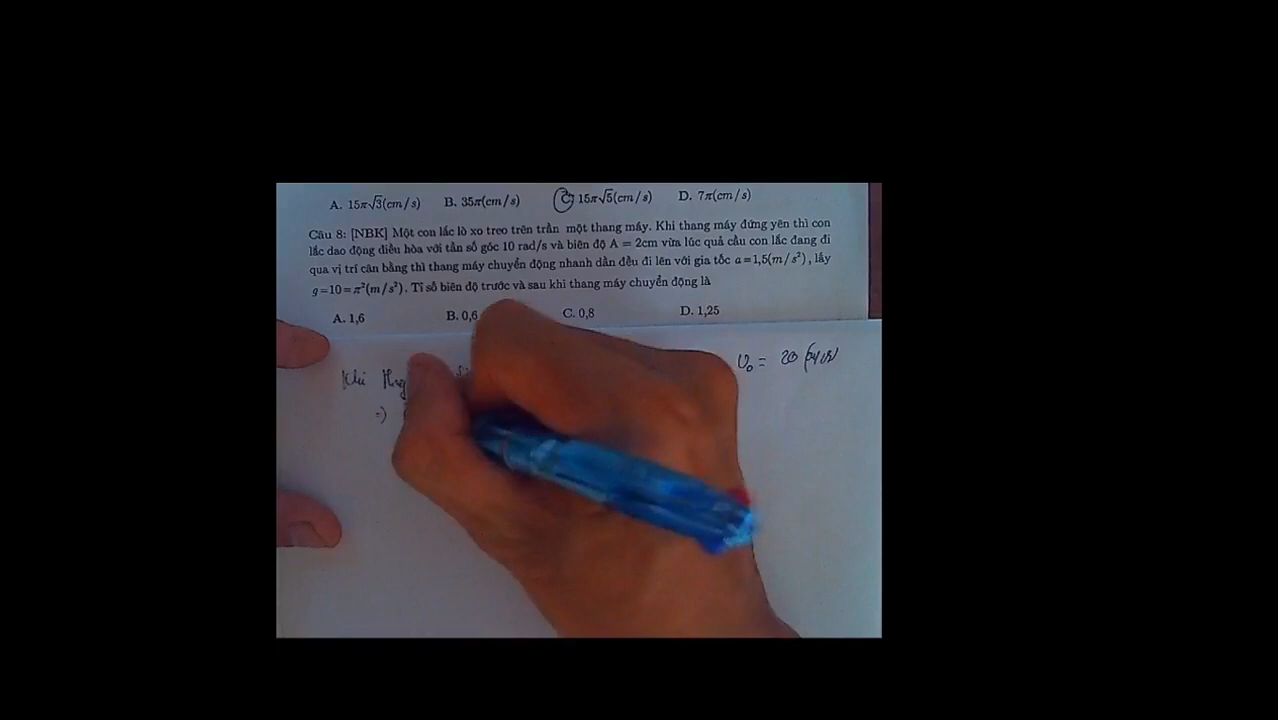 A. 15π√3(cm/s) B. 35π(cm/s) C. 15π√5(cm/s) D. 7π(cm/s)
Câu 8: [NBK] Một con lắc lò xo treo trên trần một thang máy. Khi thang máy đứng yên thì con
lắc dao động điều hòa với tần số góc 10 rad/s và biên độ A = 2cm vừa lúc quả cầu con lắc đang đi
qua vị trí cân bằng thì thang máy chuyển động nhanh dần đều đi lên với gia tốc a=1,5(m/s²), lấy
g=10=π²(m/s²). Tỉ số biên độ trước và sau khi thang máy chuyển động là
A. 1,6 B. 0,6 C. 0,8 D. 1,25
Khi
=)
v₀ = 20 (cm/s)